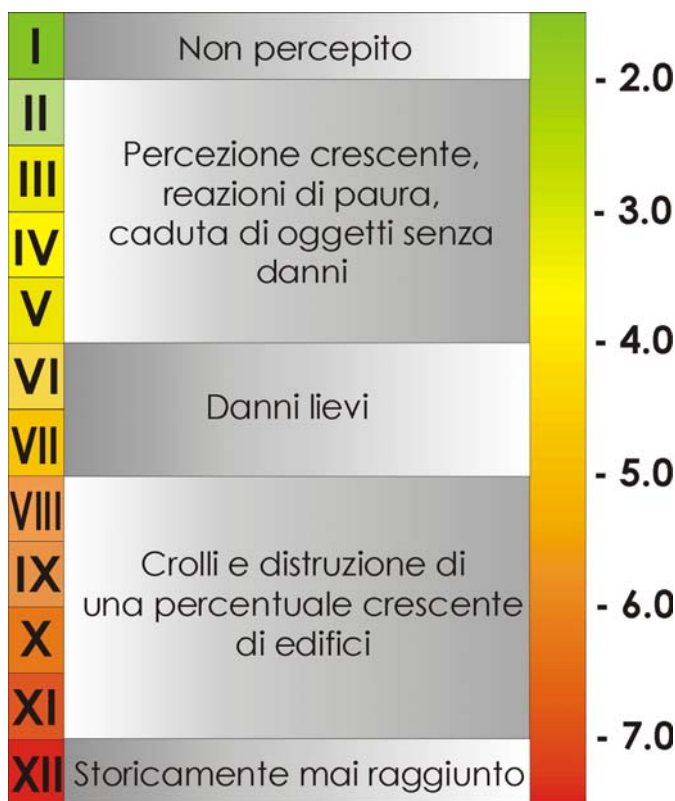 I
Non percepito
- 2.0
II
III
IV
V
Percezione crescente,
reazioni di paura,
caduta di oggetti senza
danni
- 3.0
- 4.0
VI
VII
Danni lievi
- 5.0
VIII
IX
X
XI
Crolli e distruzione di
una percentuale crescente
di edifici
- 6.0
- 7.0
XII
Storicamente mai raggiunto